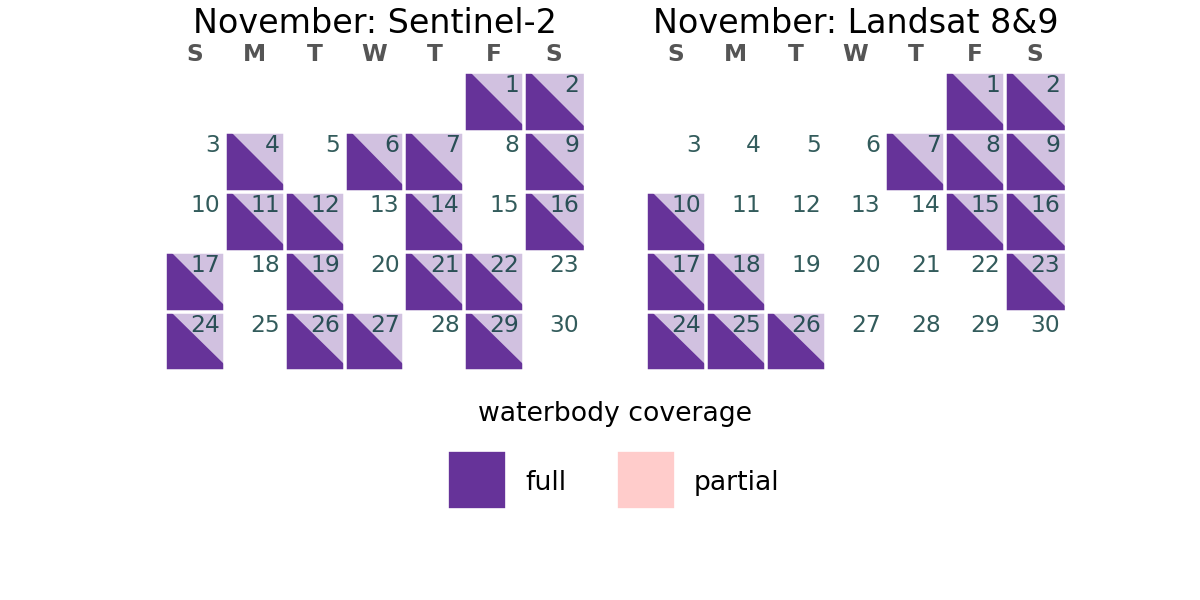 November: Sentinel-2
S M T W T F S
1 2
3 4 5 6 7 8 9
10 11 12 13 14 15 16
17 18 19 20 21 22 23
24 25 26 27 28 29 30
November: Landsat 8&9
S M T W T F S
1 2
3 4 5 6 7 8 9
10 11 12 13 14 15 16
17 18 19 20 21 22 23
24 25 26 27 28 29 30
waterbody coverage
full partial